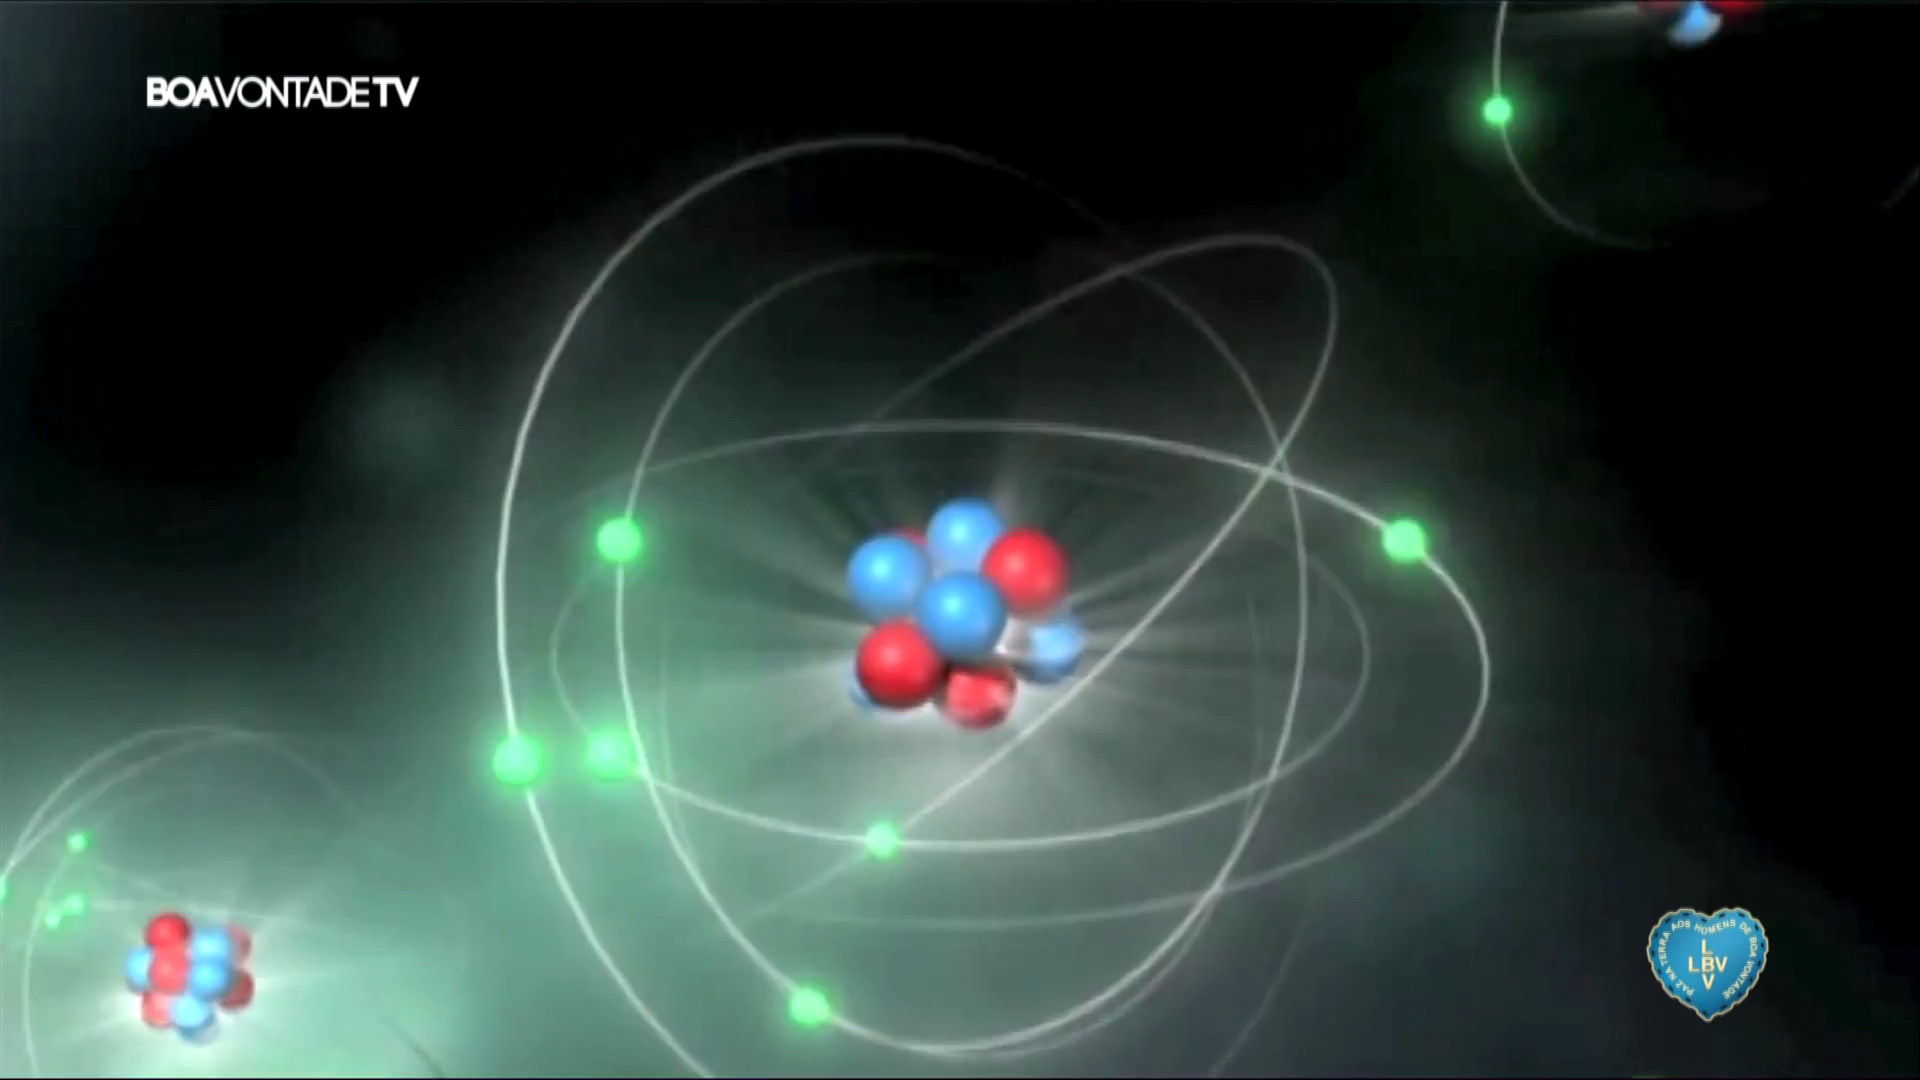 BOAVONTADETV
PAZ NA TERRA AOS HOMENS DE BOA VONTADE
L
LBV
V